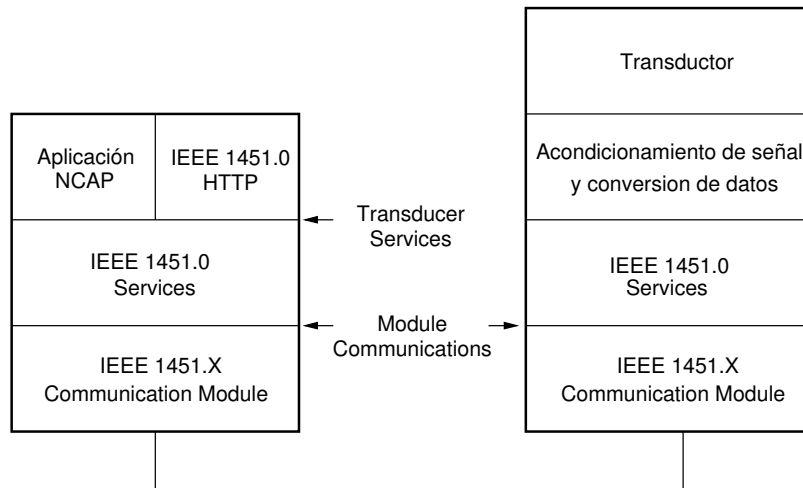 Aplicación
NCAP
IEEE 1451.0
HTTP
IEEE 1451.0
Services
IEEE 1451.X
Communication Module
Transducer
Services
Module
Communications
Transductor
Acondicionamiento de señal
y conversion de datos
IEEE 1451.0
Services
IEEE 1451.X
Communication Module